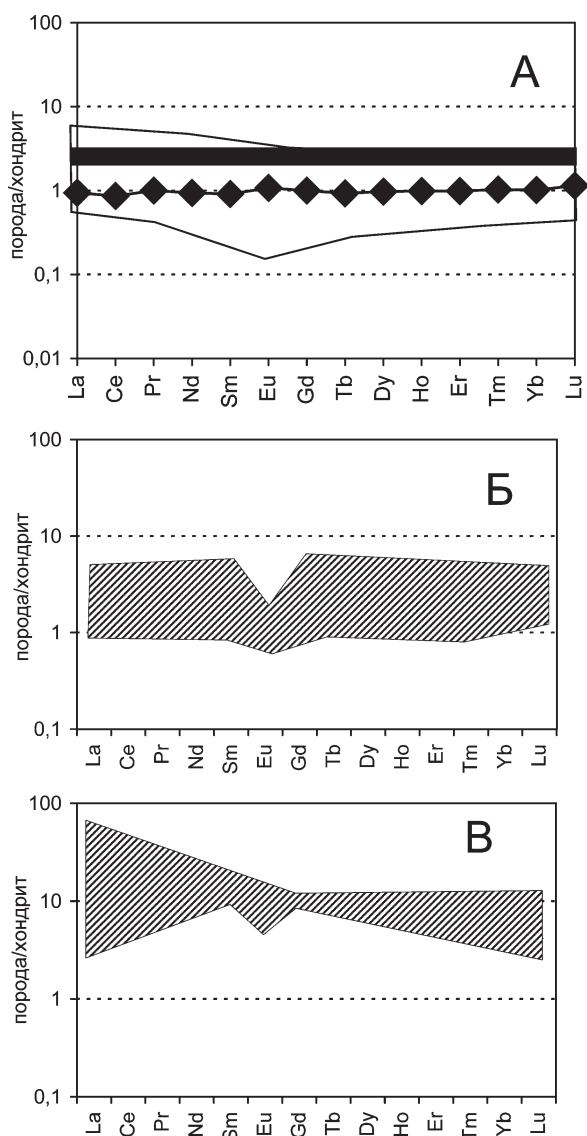 100
А
10
1
0,1
0,01
порода/хондрит
La Ce Pr Nd Sm Eu Gd Tb Dy Ho Er Tm Yb Lu
100
Б
10
1
0,1
порода/хондрит
La Ce Pr Nd Sm Eu Gd Tb Dy Ho Er Tm Yb Lu
100
В
10
1
0,1
порода/хондрит
La Ce Pr Nd Sm Eu Gd Tb Dy Ho Er Tm Yb Lu